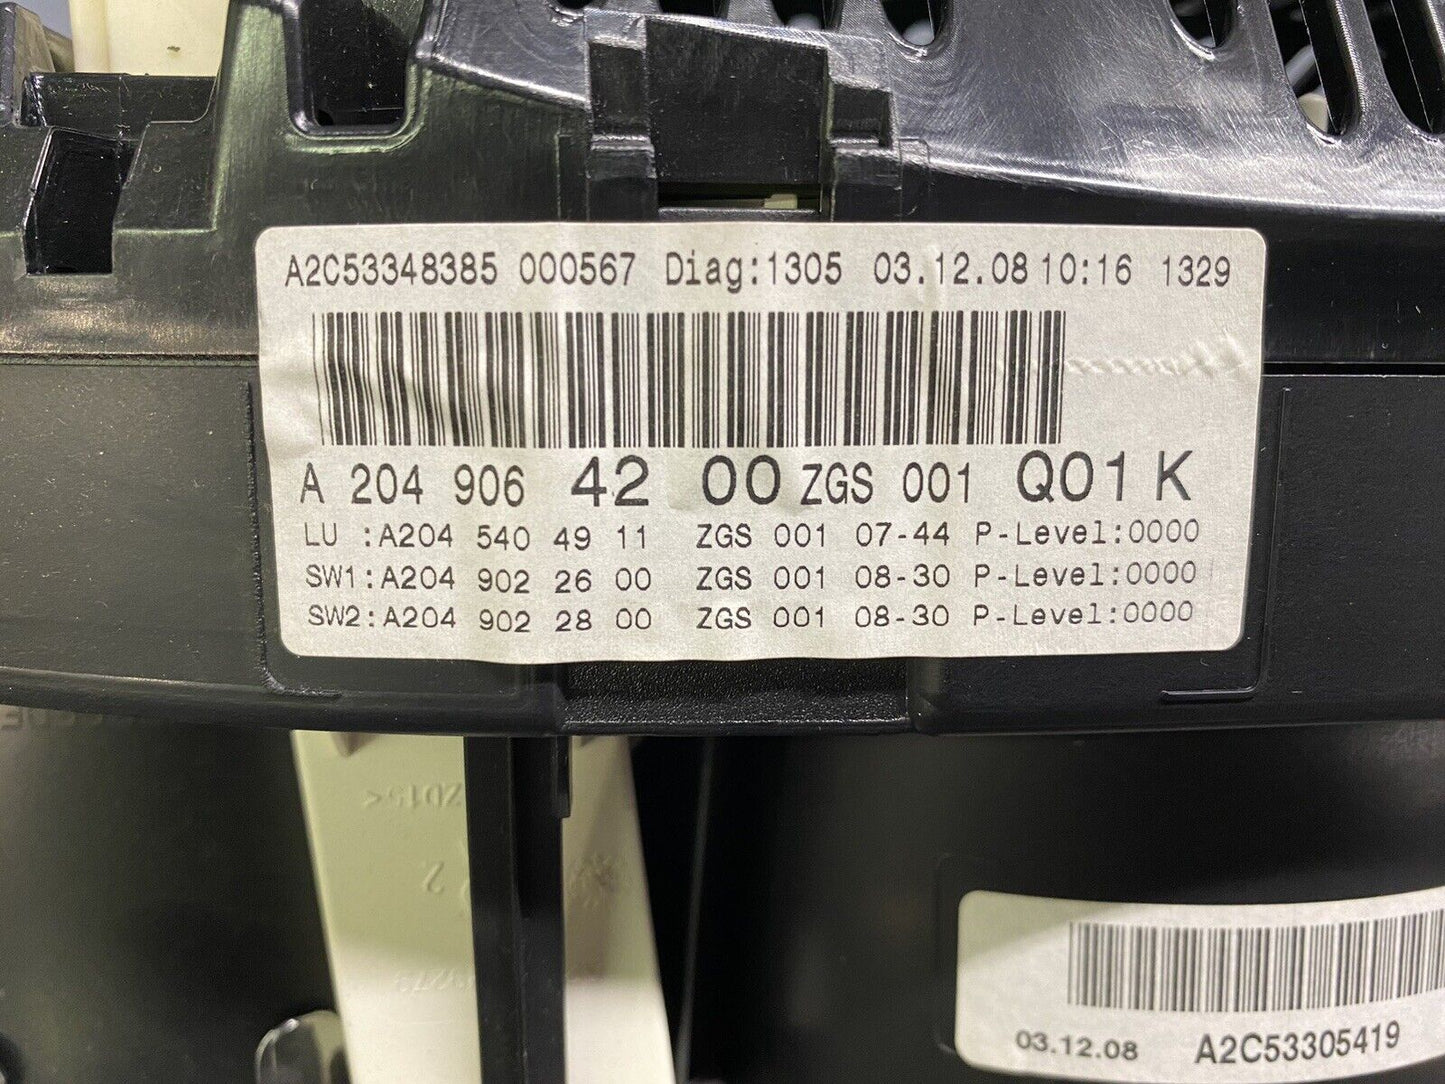 A2C53348385 000567 Diag:1305 03.12.08 10:16 1329
A 204 906 42 00 ZGS 001 Q01 K
LU :A204 540 49 11 ZGS 001 07-44 P-Level:0000
SW1:A204 902 26 00 ZGS 001 08-30 P-Level:0000
SW2:A204 902 28 00 ZGS 001 08-30 P-Level:0000
2
03.12.08 A2C53305419